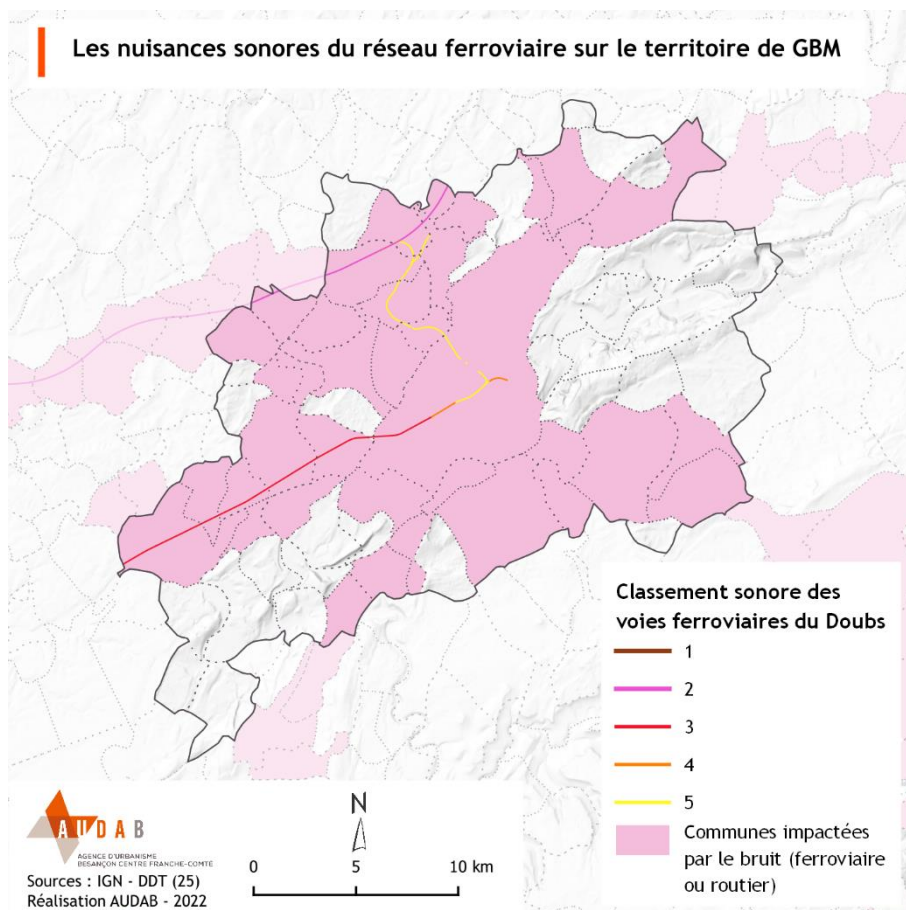 Les nuisances sonores du réseau ferroviaire sur le territoire de GBM
Classement sonore des
voies ferroviaires du Doubs
1
2
3
4
5
Communes impactées
par le bruit (ferroviaire
ou routier)
N
0 5 10 km
AUDAB
AGENCE D'URBANISME
BESANÇON CENTRE FRANCHE-COMTÉ
Sources : IGN - DDT (25)
Réalisation AUDAB - 2022